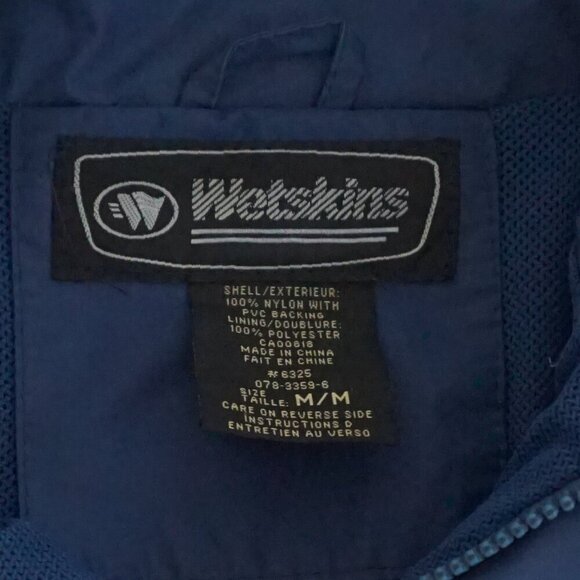 W
Wetskins
SHELL/EXTERIEUR:
100% NYLON WITH
PVC BACKING
LINING/DOUBLURE:
100% POLYESTER
CA00818
MADE IN CHINA
FAIT EN CHINE
#6325
078-3359-6
SIZE
TAILLE: M/M
CARE ON REVERSE SIDE
INSTRUCTIONS D
ENTRETIEN AU VERSO